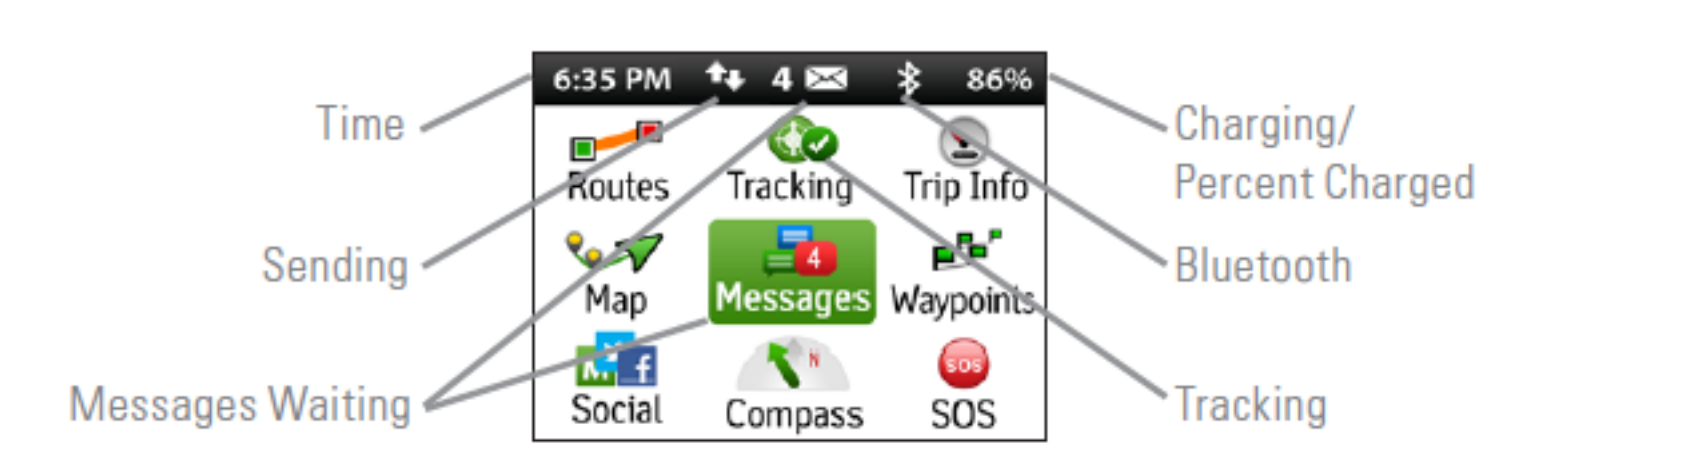 6:35 PM 4 86%
Time
Charging/
Percent Charged
Routes Tracking Trip Info
Sending
4
Bluetooth
Map Messages Waypoints
N
M f SOS
Messages Waiting
Tracking
Social Compass SOS